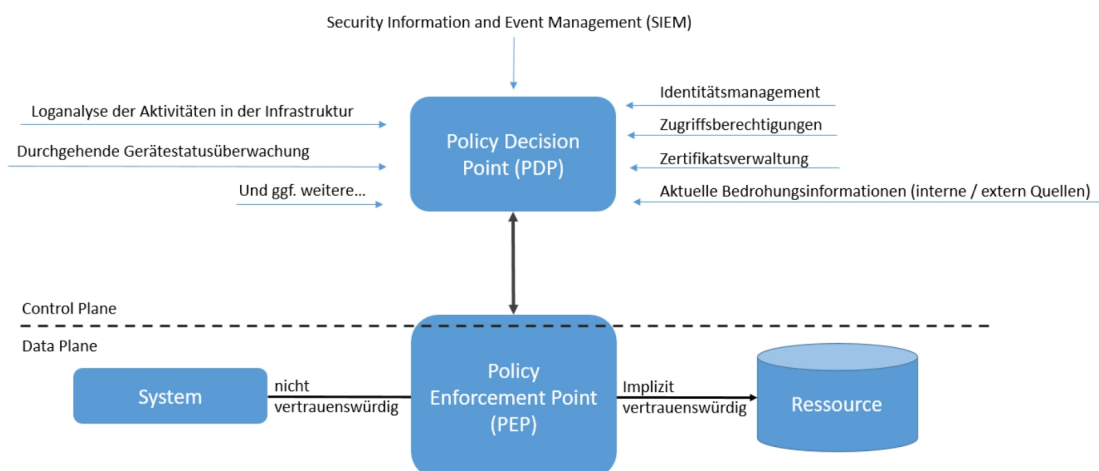 Security Information and Event Management (SIEM)
Loganalyse der Aktivitäten in der Infrastruktur
Durchgehende Gerätestatusüberwachung
Und ggf. weitere...
Policy Decision
Point (PDP)
Identitätsmanagement
Zugriffsberechtigungen
Zertifikatsverwaltung
Aktuelle Bedrohungsinformationen (interne / extern Quellen)
Control Plane
Data Plane
System
nicht
vertrauenswürdig
Policy
Enforcement Point
(PEP)
Implizit
vertrauenswürdig
Ressource